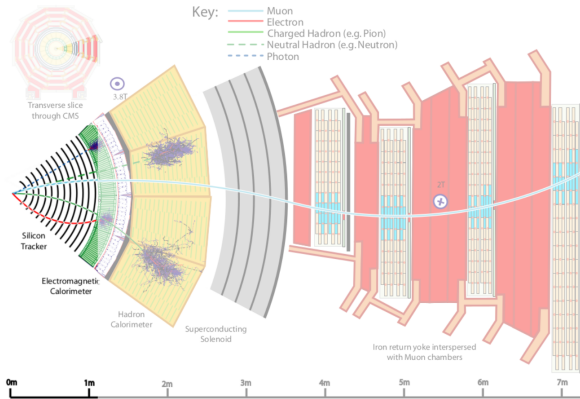 Key:
Muon
Electron
Charged Hadron (e.g. Pion)
Neutral Hadron (e.g. Neutron)
Photon
Transverse slice
through CMS
3.8T
2T
Silicon
Tracker
Electromagnetic
Calorimeter
Hadron
Calorimeter
Superconducting
Solenoid
Iron return yoke interspersed
with Muon chambers
0m
1m
2m
3m
4m
5m
6m
7m